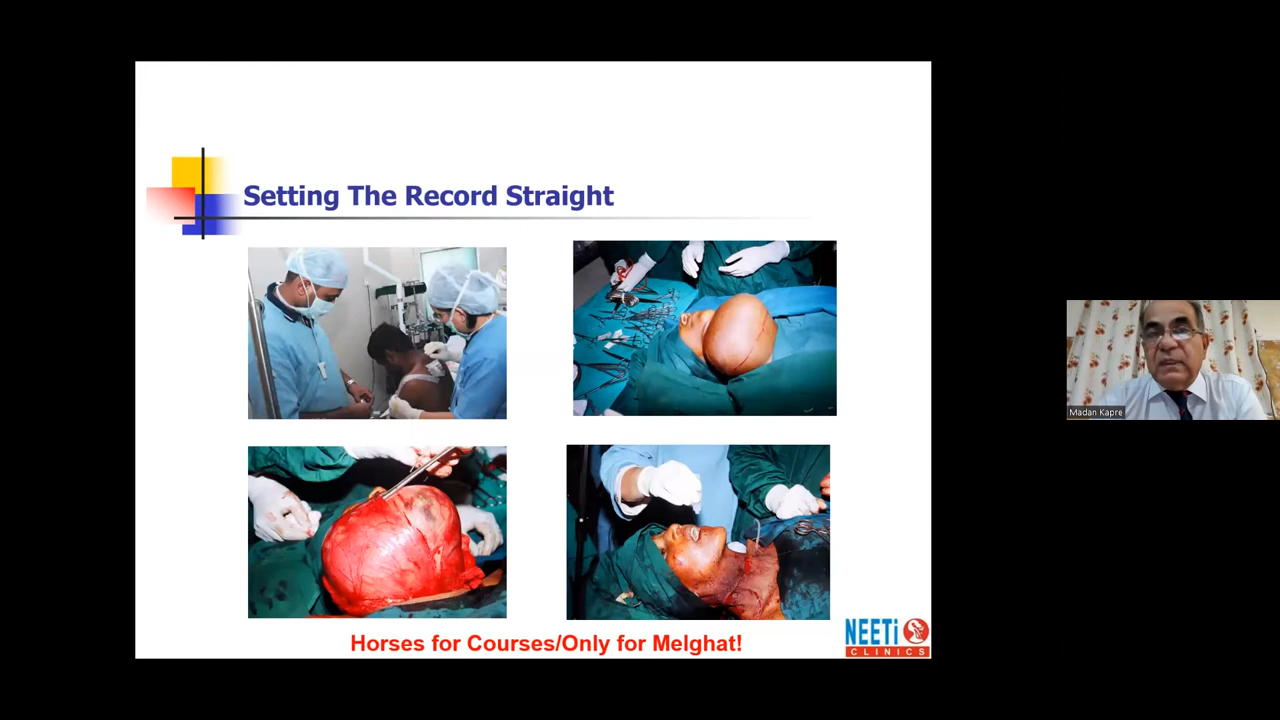 Setting The Record Straight
Madan Kapre
Horses for Courses/Only for Melghat!
NEETi
CLINICS